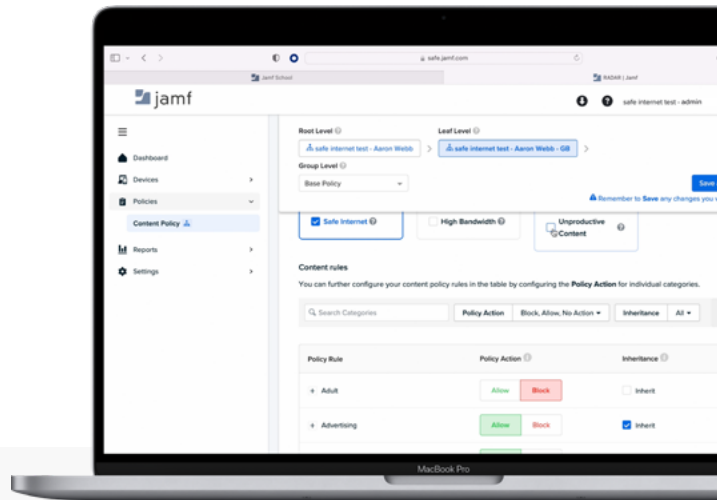 safe.jamf.com
Jamf School
RADAR | Jamf
jamf
safe internet test - admin
Root Level
Leaf Level
safe internet test - Aaron Webb
safe internet test - Aaron Webb - GB
Group Level
Base Policy
Save
Remember to Save any changes you
Dashboard
Devices
Policies
Content Policy
Reports
Settings
Safe Internet
High Bandwidth
Unproductive
Content
Content rules
You can further configure your content policy rules in the table by configuring the Policy Action for individual categories.
Search Categories
Policy Action
Block, Allow, No Action
Inheritance
All
Policy Rule
Policy Action
Inheritance
+ Adult
Allow
Block
Inherit
+ Advertising
Allow
Block
Inherit
MacBook Pro